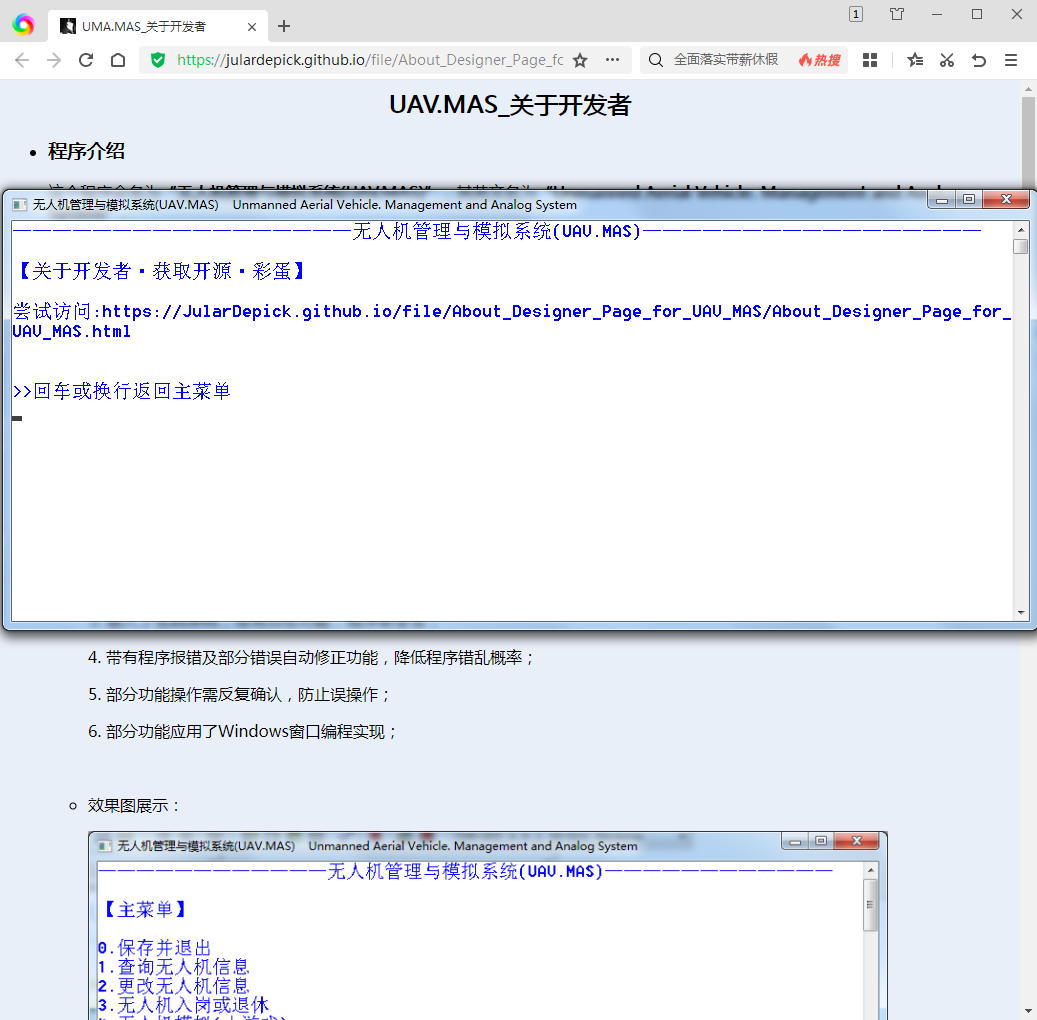 UMA.MAS_关于开发者
1
https://julardepick.github.io/file/About_Designer_Page_fc
全面落实带薪休假
热搜
UAV.MAS_关于开发者
程序介绍
无人机管理与模拟系统(UAV.MAS) Unmanned Aerial Vehicle. Management and Analog System
————————————————无人机管理与模拟系统(UAV.MAS)————————————————
【关于开发者·获取开源·彩蛋】
尝试访问:https://JularDepick.github.io/file/About_Designer_Page_for_UAV_MAS/About_Designer_Page_for_
UAV_MAS.html
>>回车或换行返回主菜单
4. 带有程序报错及部分错误自动修正功能，降低程序错乱概率；
5. 部分功能操作需反复确认，防止误操作；
6. 部分功能应用了Windows窗口编程实现；
效果图展示：
无人机管理与模拟系统(UAV.MAS) Unmanned Aerial Vehicle. Management and Analog System
————————————无人机管理与模拟系统(UAV.MAS)————————————
【主菜单】
0.保存并退出
1.查询无人机信息
2.更改无人机信息
3.无人机入岗或退休